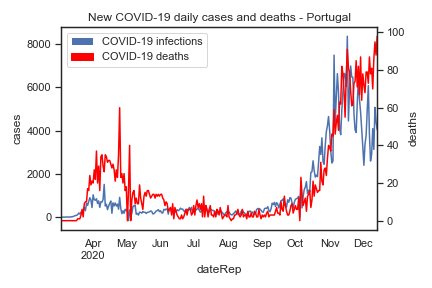 New COVID-19 daily cases and deaths - Portugal
COVID-19 infections
COVID-19 deaths
8000
6000
4000
2000
0
cases
100
80
60
40
20
0
deaths
Apr May Jun Jul Aug Sep Oct Nov Dec
2020
dateRep